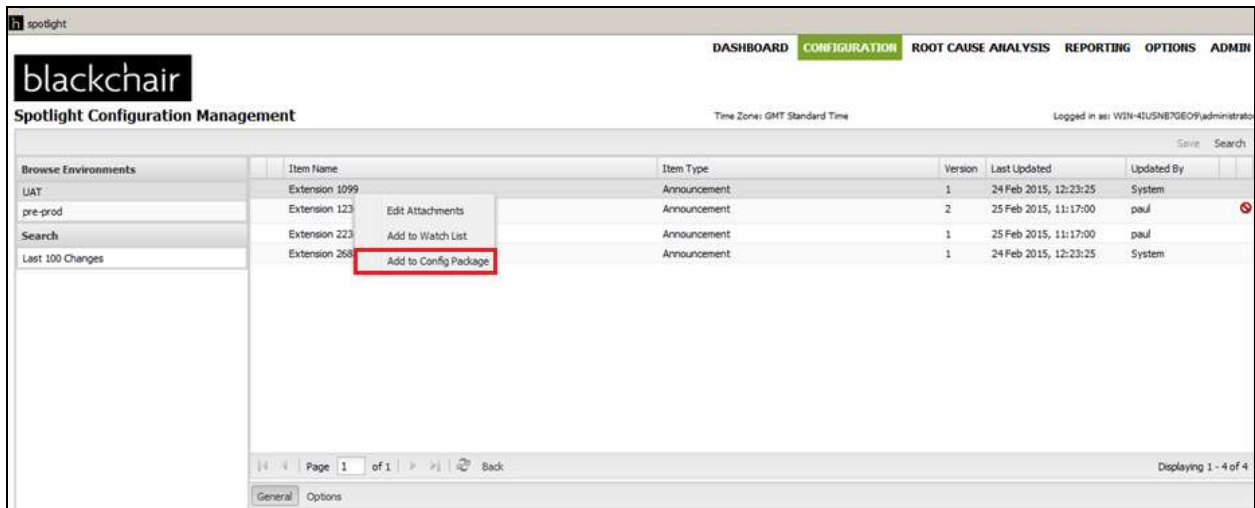 spotlight
DASHBOARD CONFIGURATION ROOT CAUSE ANALYSIS REPORTING OPTIONS ADMIN
blackchair
Spotlight Configuration Management
Time Zone: GMT Standard Time
Logged in as: WIN-4IUSNB7GEO9\administrator
Save Search
Browse Environments
UAT
pre-prod
Search
Last 100 Changes
Item Name Item Type Version Last Updated Updated By
Extension 1099 Announcement 1 24 Feb 2015, 12:23:25 System
Extension 123 Announcement 2 25 Feb 2015, 11:17:00 paul
Extension 223 Announcement 1 25 Feb 2015, 11:17:00 paul
Extension 268 Announcement 1 24 Feb 2015, 12:23:25 System
Edit Attachments
Add to Watch List
Add to Config Package
Page 1 of 1 Back
Displaying 1 - 4 of 4
General Options